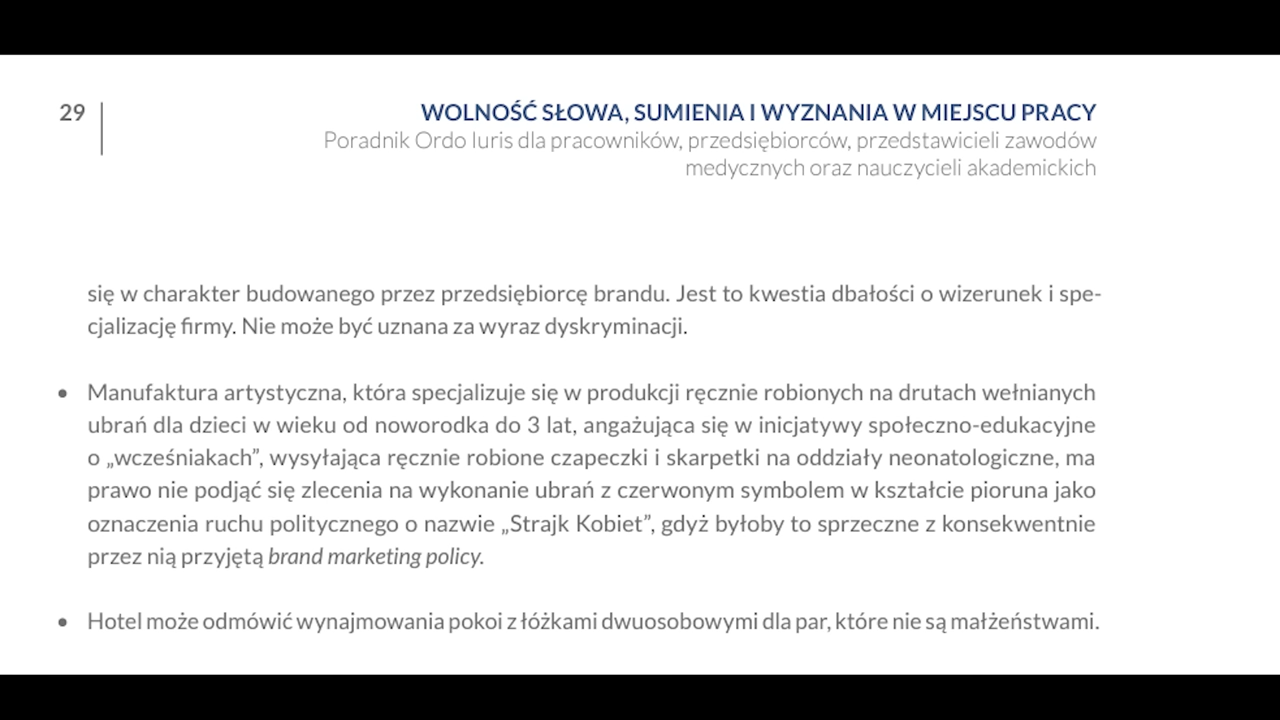 29
WOLNOŚĆ SŁOWA, SUMIENIA I WYZNANIA W MIEJSCU PRACY
Poradnik Ordo Iuris dla pracowników, przedsiębiorców, przedstawicieli zawodów
medycznych oraz nauczycieli akademickich
się w charakter budowanego przez przedsiębiorcę brandu. Jest to kwestia dbałości o wizerunek i spe-
cjalizację firmy. Nie może być uznana za wyraz dyskryminacji.
• Manufaktura artystyczna, która specjalizuje się w produkcji ręcznie robionych na drutach wełnianych
ubrań dla dzieci w wieku od noworodka do 3 lat, angażująca się w inicjatywy społeczno-edukacyjne
o „wcześniakach”, wysyłająca ręcznie robione czapeczki i skarpetki na oddziały neonatologiczne, ma
prawo nie podjąć się zlecenia na wykonanie ubrań z czerwonym symbolem w kształcie pioruna jako
oznaczenia ruchu politycznego o nazwie „Strajk Kobiet”, gdyż byłoby to sprzeczne z konsekwentnie
przez nią przyjętą brand marketing policy.
• Hotel może odmówić wynajmowania pokoi z łóżkami dwuosobowymi dla par, które nie są małżeństwami.